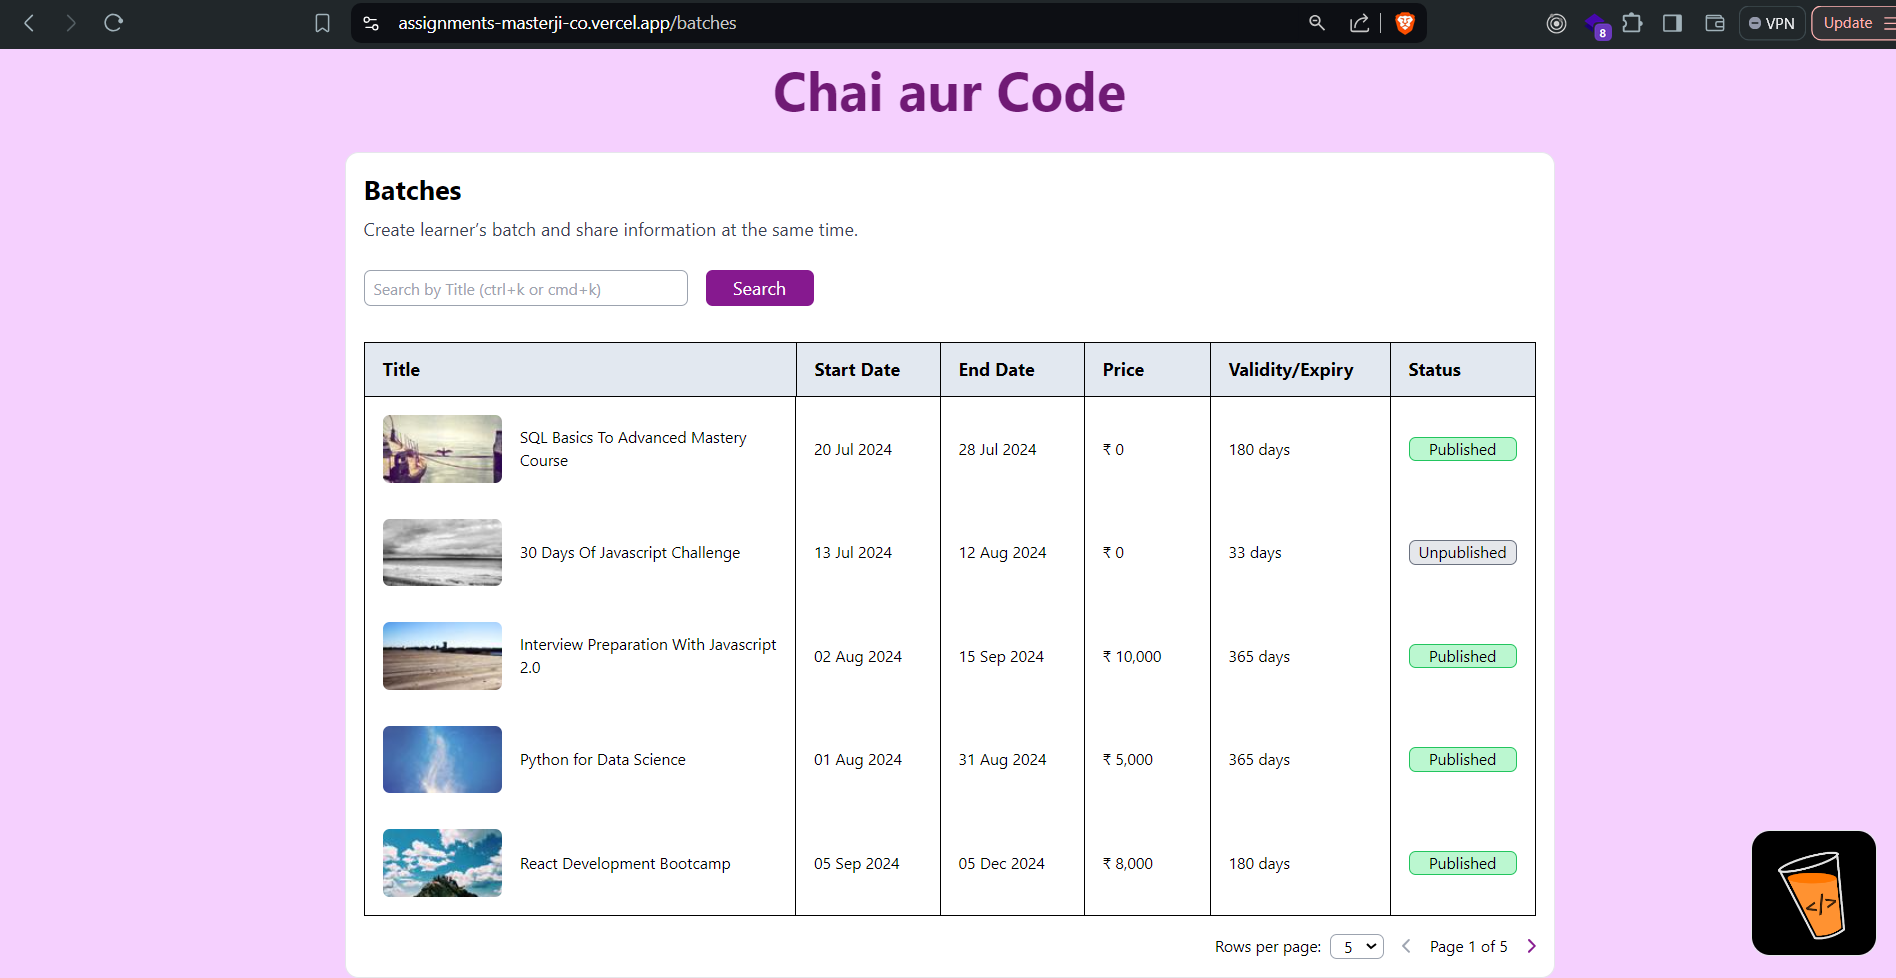 assignments-masterji-co.vercel.app/batches
8
VPN
Update
Chai aur Code
Batches
Create learner’s batch and share information at the same time.
Search by Title (ctrl+k or cmd+k)
Search
Title Start Date End Date Price Validity/Expiry Status
SQL Basics To Advanced Mastery
Course
20 Jul 2024 28 Jul 2024 ₹ 0 180 days Published
30 Days Of Javascript Challenge 13 Jul 2024 12 Aug 2024 ₹ 0 33 days Unpublished
Interview Preparation With Javascript
2.0
02 Aug 2024 15 Sep 2024 ₹ 10,000 365 days Published
Python for Data Science 01 Aug 2024 31 Aug 2024 ₹ 5,000 365 days Published
React Development Bootcamp 05 Sep 2024 05 Dec 2024 ₹ 8,000 180 days Published
</>
Rows per page: 5 Page 1 of 5